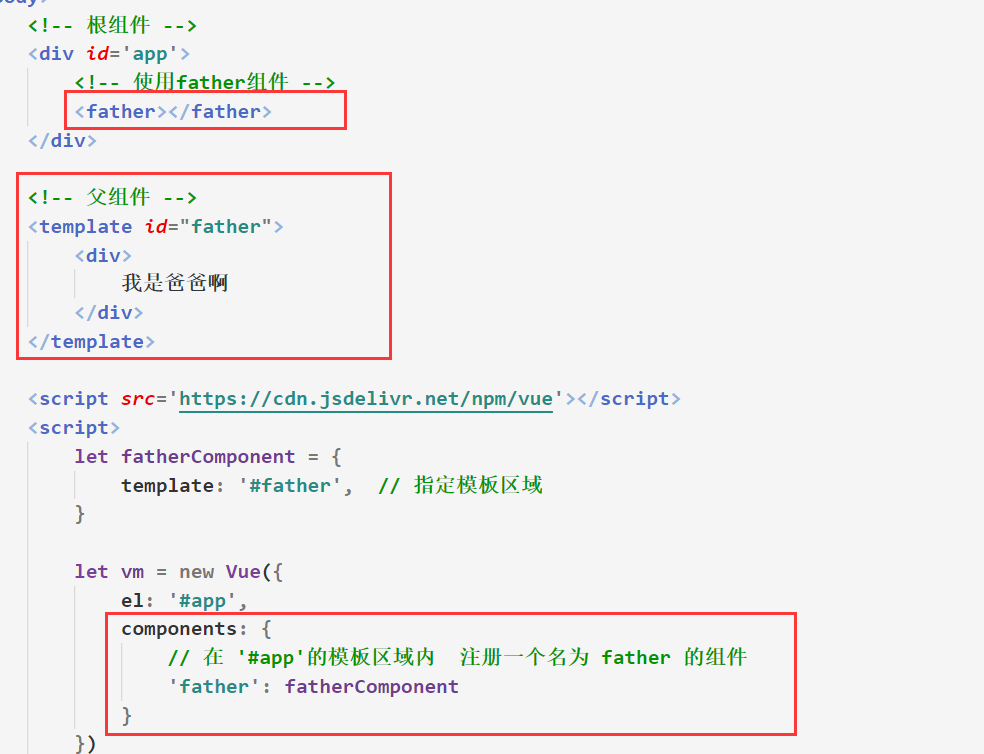 body>
<!-- 根组件 -->
<div id='app'>
<!-- 使用father组件 -->
<father></father>
</div>
<!-- 父组件 -->
<template id="father">
<div>
我是爸爸啊
</div>
</template>
<script src='https://cdn.jsdelivr.net/npm/vue'></script>
<script>
let fatherComponent = {
template: '#father',  // 指定模板区域
}
let vm = new Vue({
el: '#app',
components: {
// 在 '#app'的模板区域内  注册一个名为 father 的组件
'father': fatherComponent
}
})